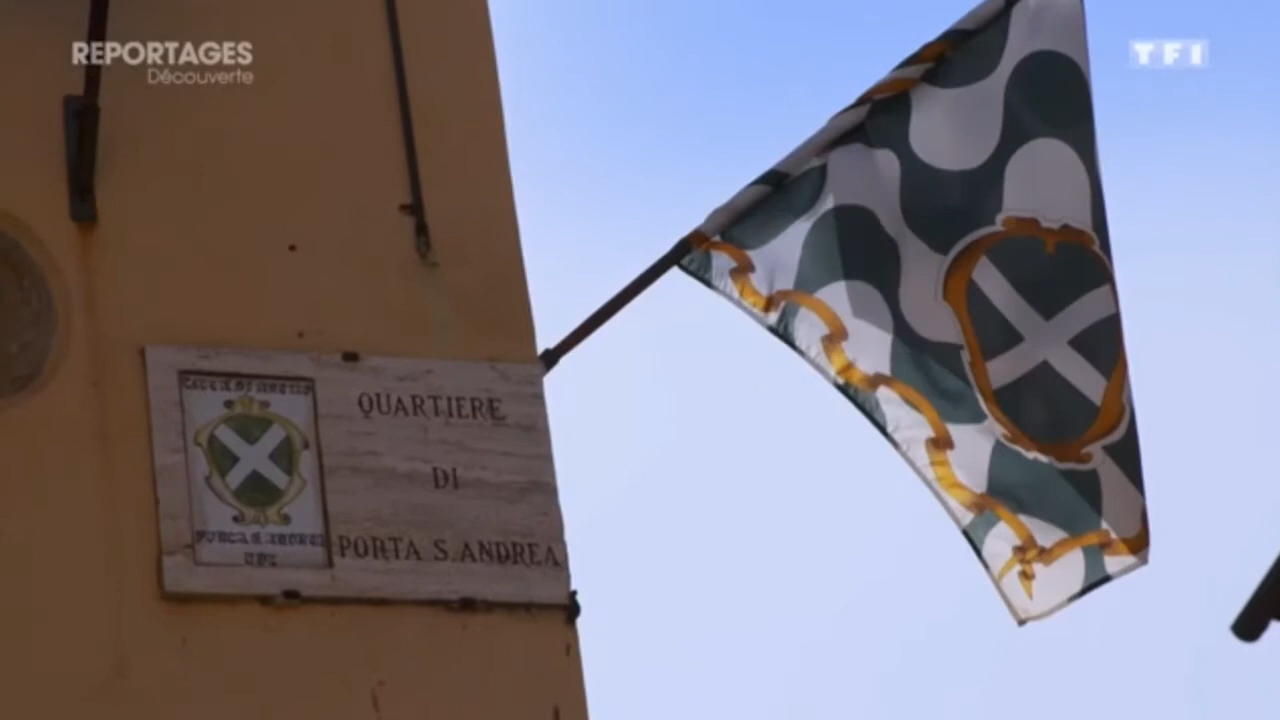 REPORTAGES
Découverte
TF1
QUARTIERE
DI
PORTA S. ANDREA